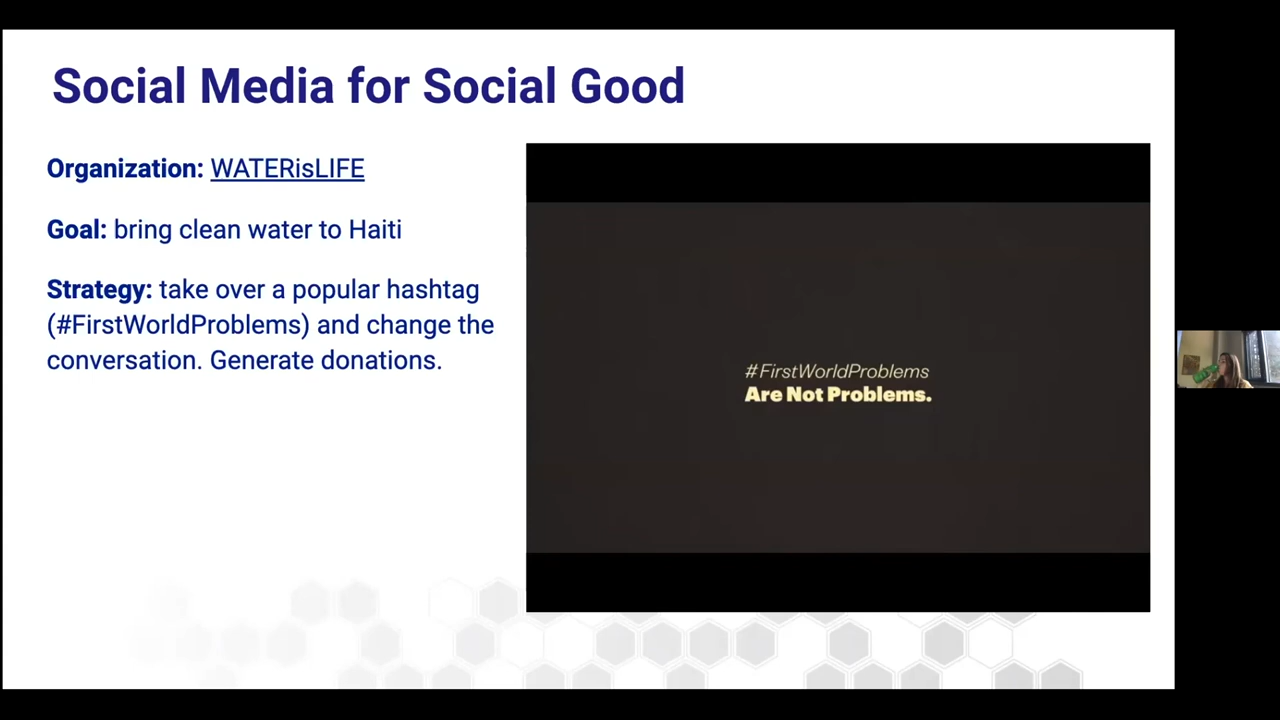 Social Media for Social Good
Organization: WATERisLIFE
Goal: bring clean water to Haiti
Strategy: take over a popular hashtag
(#FirstWorldProblems) and change the
conversation. Generate donations.
#FirstWorldProblems
Are Not Problems.